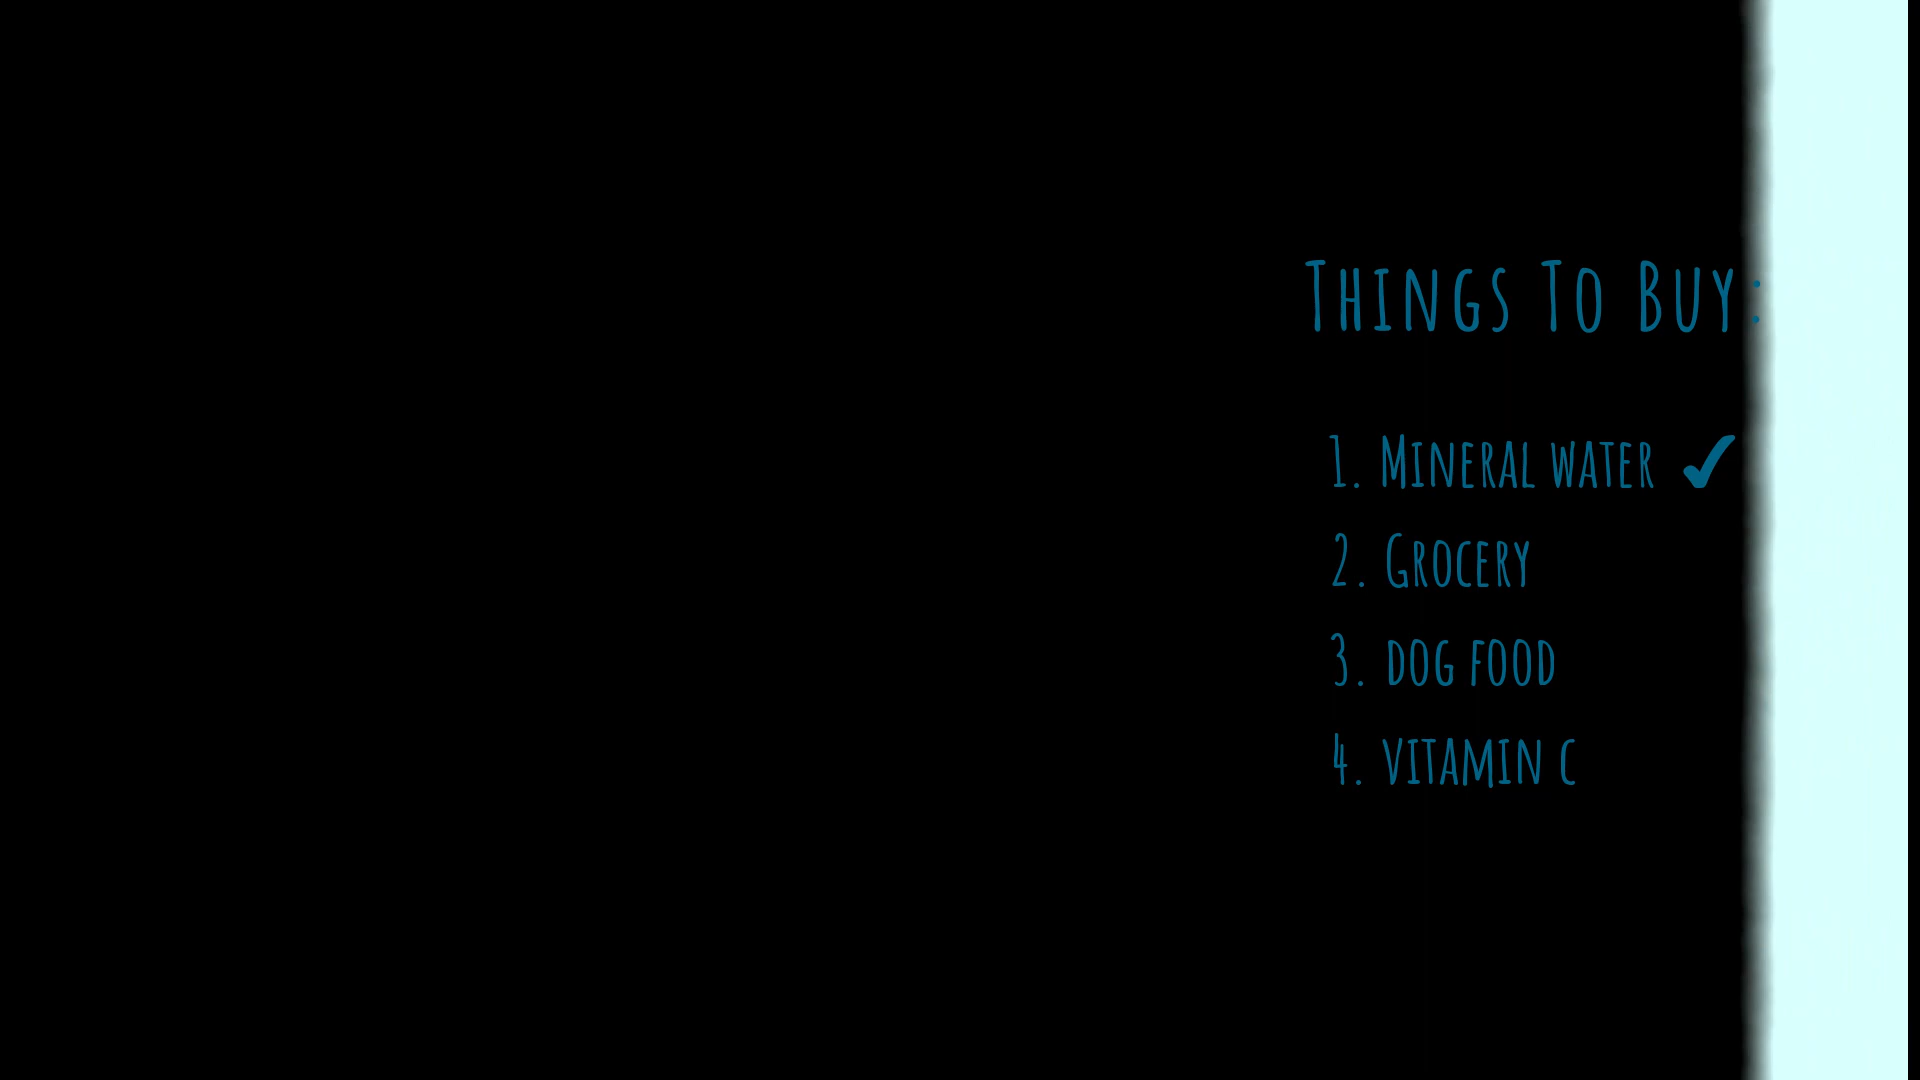 Things To Buy:
1. Mineral water ✔
2. Grocery
3. dog food
4. vitamin c